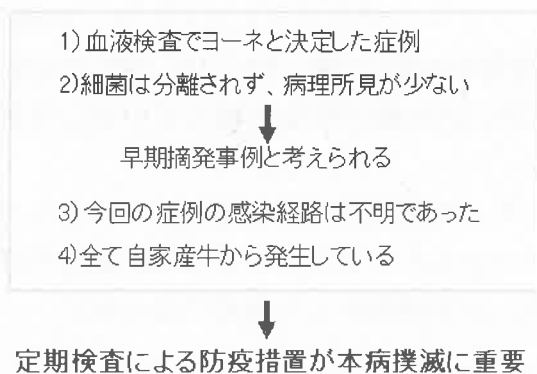 1)血液検査でヨーネと決定した症例
2)細菌は分離されず、病理所見が少ない
早期摘発事例と考えられる
3)今回の症例の感染経路は不明であった
4)全て自家産牛から発生している
定期検査による防疫措置が本病撲滅に重要